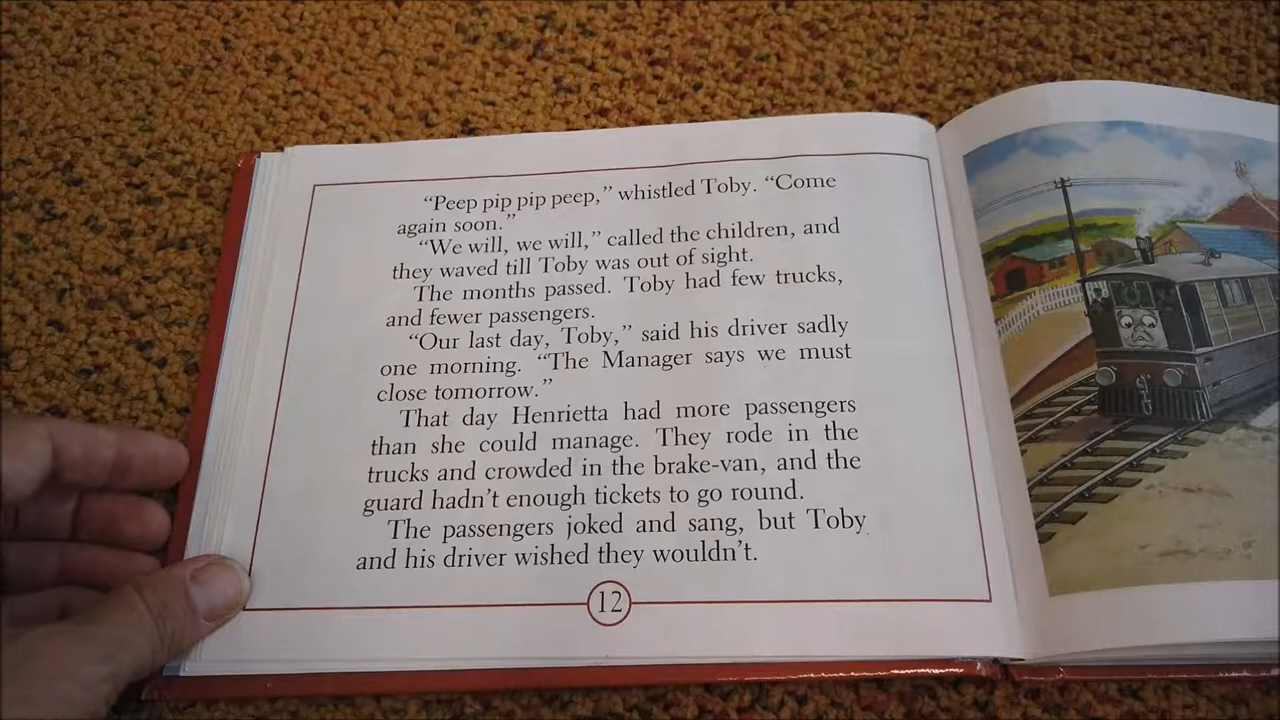 “Peep pip pip peep,” whistled Toby. “Come
again soon.”
“We will, we will,” called the children, and
they waved till Toby was out of sight.
The months passed. Toby had few trucks,
and fewer passengers.
“Our last day, Toby,” said his driver sadly
one morning. “The Manager says we must
close tomorrow.”
That day Henrietta had more passengers
than she could manage. They rode in the
trucks and crowded in the brake-van, and the
guard hadn’t enough tickets to go round.
The passengers joked and sang, but Toby
and his driver wished they wouldn’t.
12